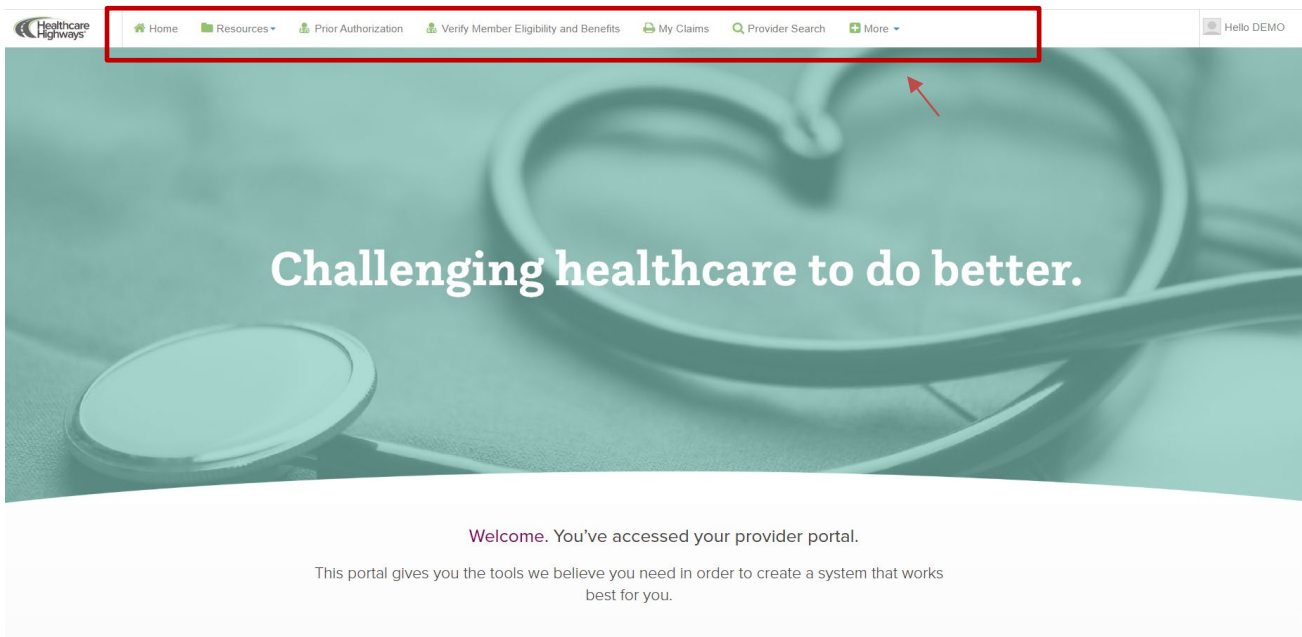 Healthcare
Highways
Home Resources Prior Authorization Verify Member Eligibility and Benefits My Claims Provider Search More Hello DEMO
Challenging healthcare to do better.
Welcome. You've accessed your provider portal.
This portal gives you the tools we believe you need in order to create a system that works
best for you.